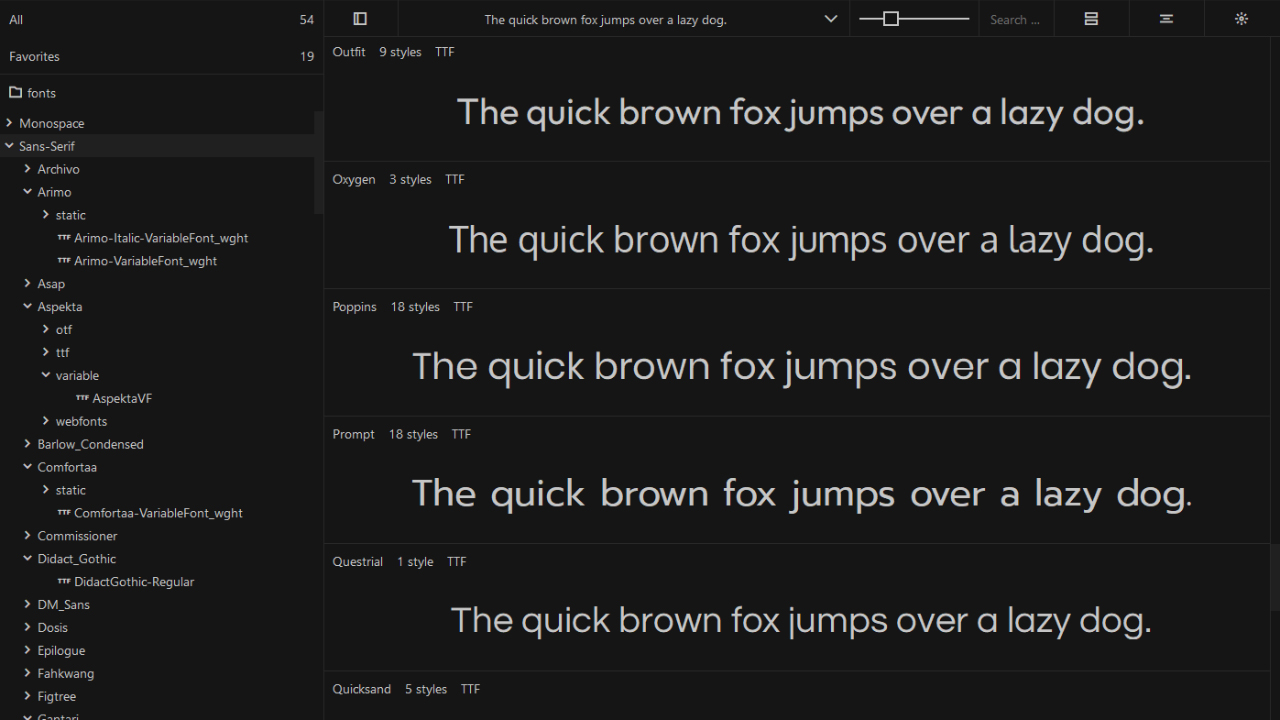 All 54
Favorites 19
fonts
Monospace
Sans-Serif
Archivo
Arimo
static
TTF Arimo-Italic-VariableFont_wght
TTF Arimo-VariableFont_wght
Asap
Aspekta
otf
ttf
variable
TTF AspektaVF
webfonts
Barlow_Condensed
Comfortaa
static
TTF Comfortaa-VariableFont_wght
Commissioner
Didact_Gothic
TTF DidactGothic-Regular
DM_Sans
Dosis
Epilogue
Fahkwang
Figtree
Gantari
The quick brown fox jumps over a lazy dog.
Search ...
Outfit 9 styles TTF
The quick brown fox jumps over a lazy dog.
Oxygen 3 styles TTF
The quick brown fox jumps over a lazy dog.
Poppins 18 styles TTF
The quick brown fox jumps over a lazy dog.
Prompt 18 styles TTF
The quick brown fox jumps over a lazy dog.
Questrial 1 style TTF
The quick brown fox jumps over a lazy dog.
Quicksand 5 styles TTF